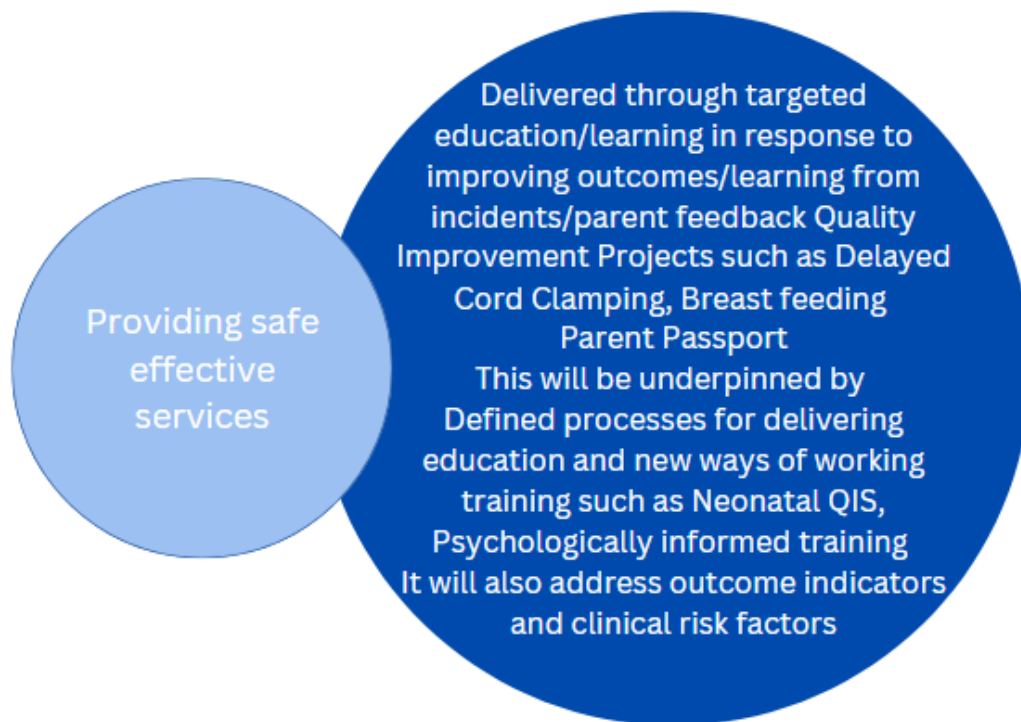 Providing safe
effective
services
Delivered through targeted
education/learning in response to
improving outcomes/learning from
incidents/parent feedback Quality
Improvement Projects such as Delayed
Cord Clamping, Breast feeding
Parent Passport
This will be underpinned by
Defined processes for delivering
education and new ways of working
training such as Neonatal QIS,
Psychologically informed training
It will also address outcome indicators
and clinical risk factors